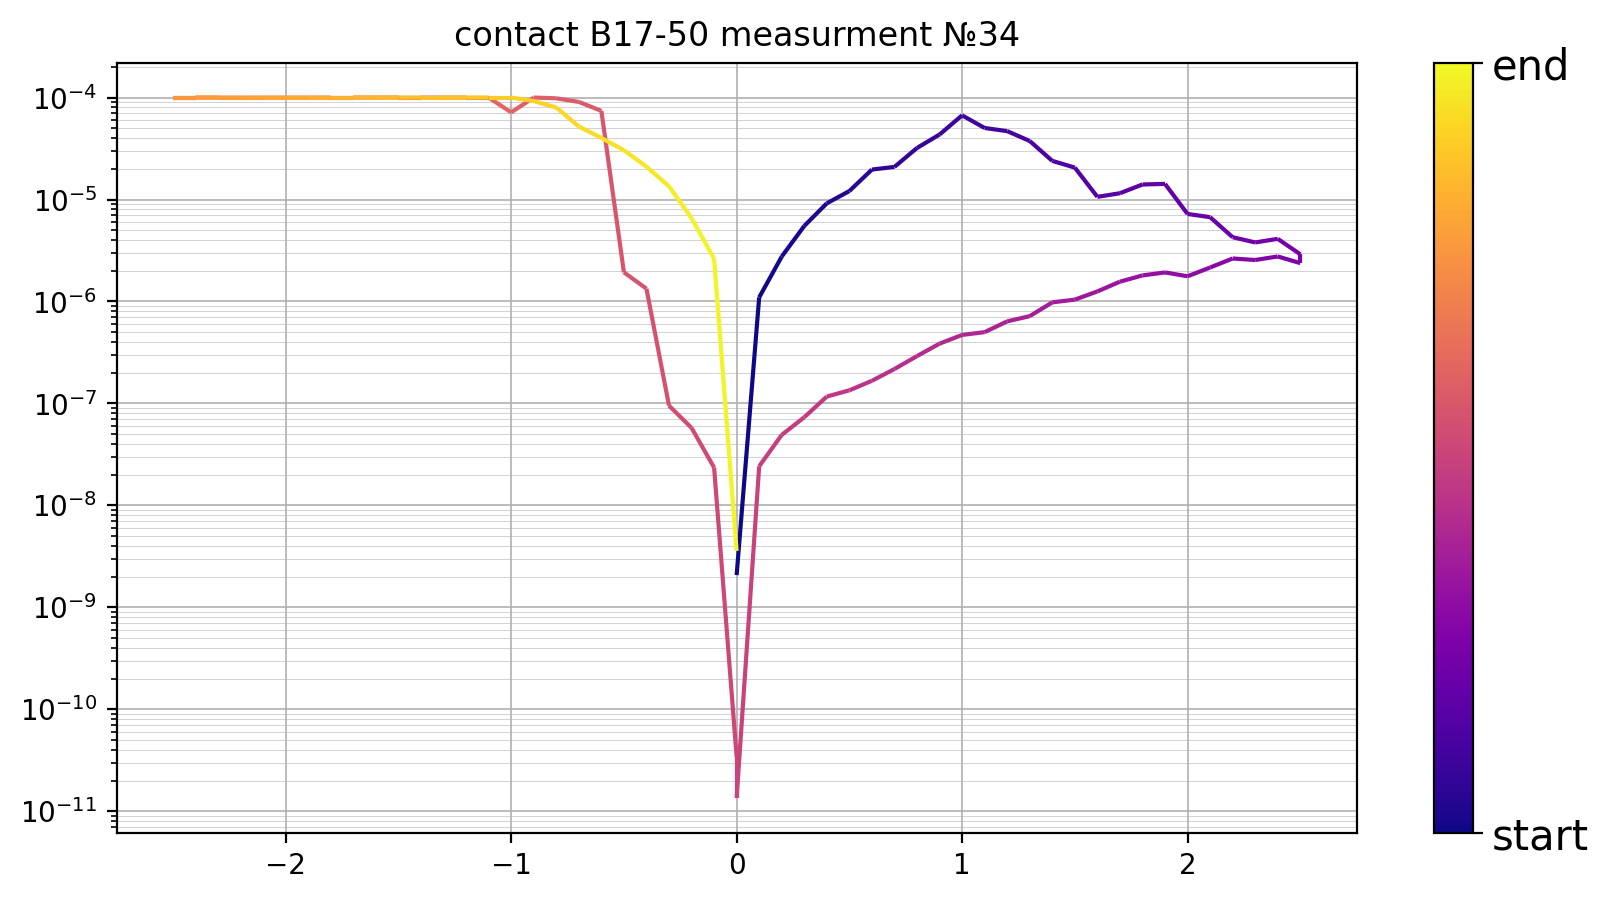 contact B17-50 measurment №34
10⁻⁴
10⁻⁵
10⁻⁶
10⁻⁷
10⁻⁸
10⁻⁹
10⁻¹⁰
10⁻¹¹
−2 −1 0 1 2
end
start